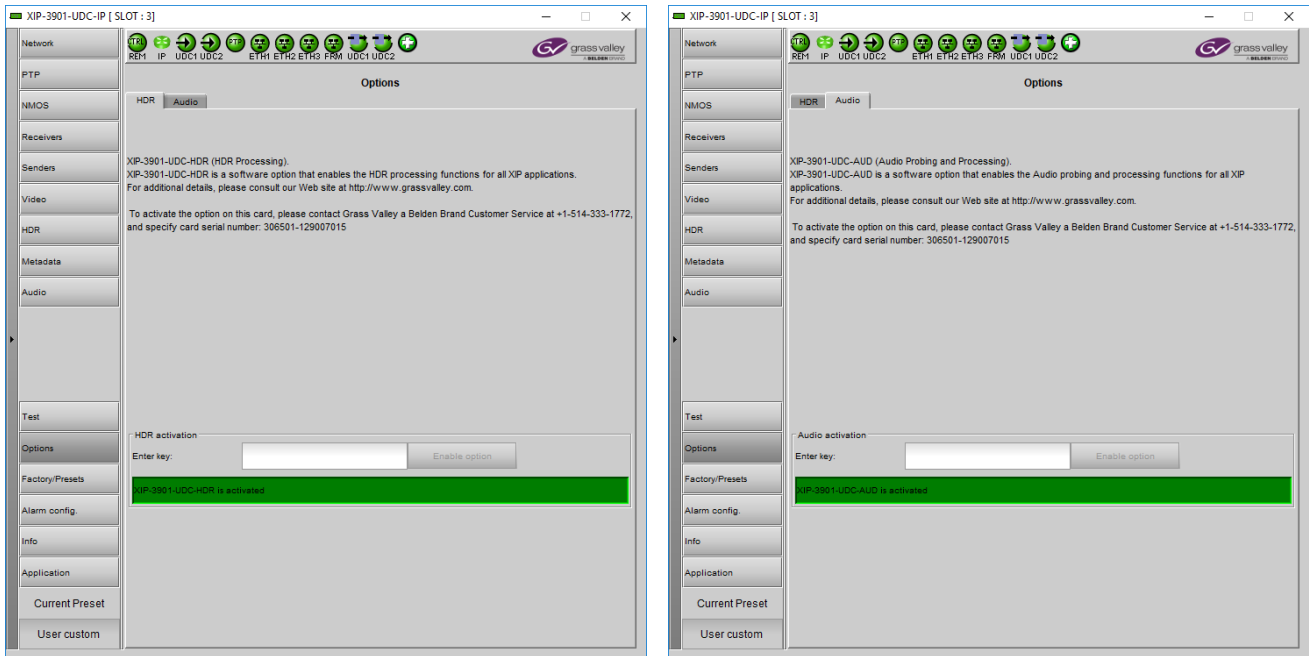 XIP-3901-UDC-IP [ SLOT : 3]
Network
PTP
NMOS
Receivers
Senders
Video
HDR
Metadata
Audio
Test
Options
Factory/Presets
Alarm config.
Info
Application
Current Preset
User custom
CTRL PTP
REM IP UDC1 UDC2 ETH1 ETH2 ETH3 FRM UDC1 UDC2
GV grass valley
A BELDEN BRAND
Options
HDR Audio
XIP-3901-UDC-HDR (HDR Processing).
XIP-3901-UDC-HDR is a software option that enables the HDR processing functions for all XIP applications.
For additional details, please consult our Web site at http://www.grassvalley.com.
To activate the option on this card, please contact Grass Valley a Belden Brand Customer Service at +1-514-333-1772,
and specify card serial number: 306501-129007015
HDR activation
Enter key:
Enable option
XIP-3901-UDC-HDR is activated
XIP-3901-UDC-IP [ SLOT : 3]
Network
PTP
NMOS
Receivers
Senders
Video
HDR
Metadata
Audio
Test
Options
Factory/Presets
Alarm config.
Info
Application
Current Preset
User custom
CTRL PTP
REM IP UDC1 UDC2 ETH1 ETH2 ETH3 FRM UDC1 UDC2
GV grass valley
A BELDEN BRAND
Options
HDR Audio
XIP-3901-UDC-AUD (Audio Probing and Processing).
XIP-3901-UDC-AUD is a software option that enables the Audio probing and processing functions for all XIP
applications.
For additional details, please consult our Web site at http://www.grassvalley.com.
To activate the option on this card, please contact Grass Valley a Belden Brand Customer Service at +1-514-333-1772,
and specify card serial number: 306501-129007015
Audio activation
Enter key:
Enable option
XIP-3901-UDC-AUD is activated